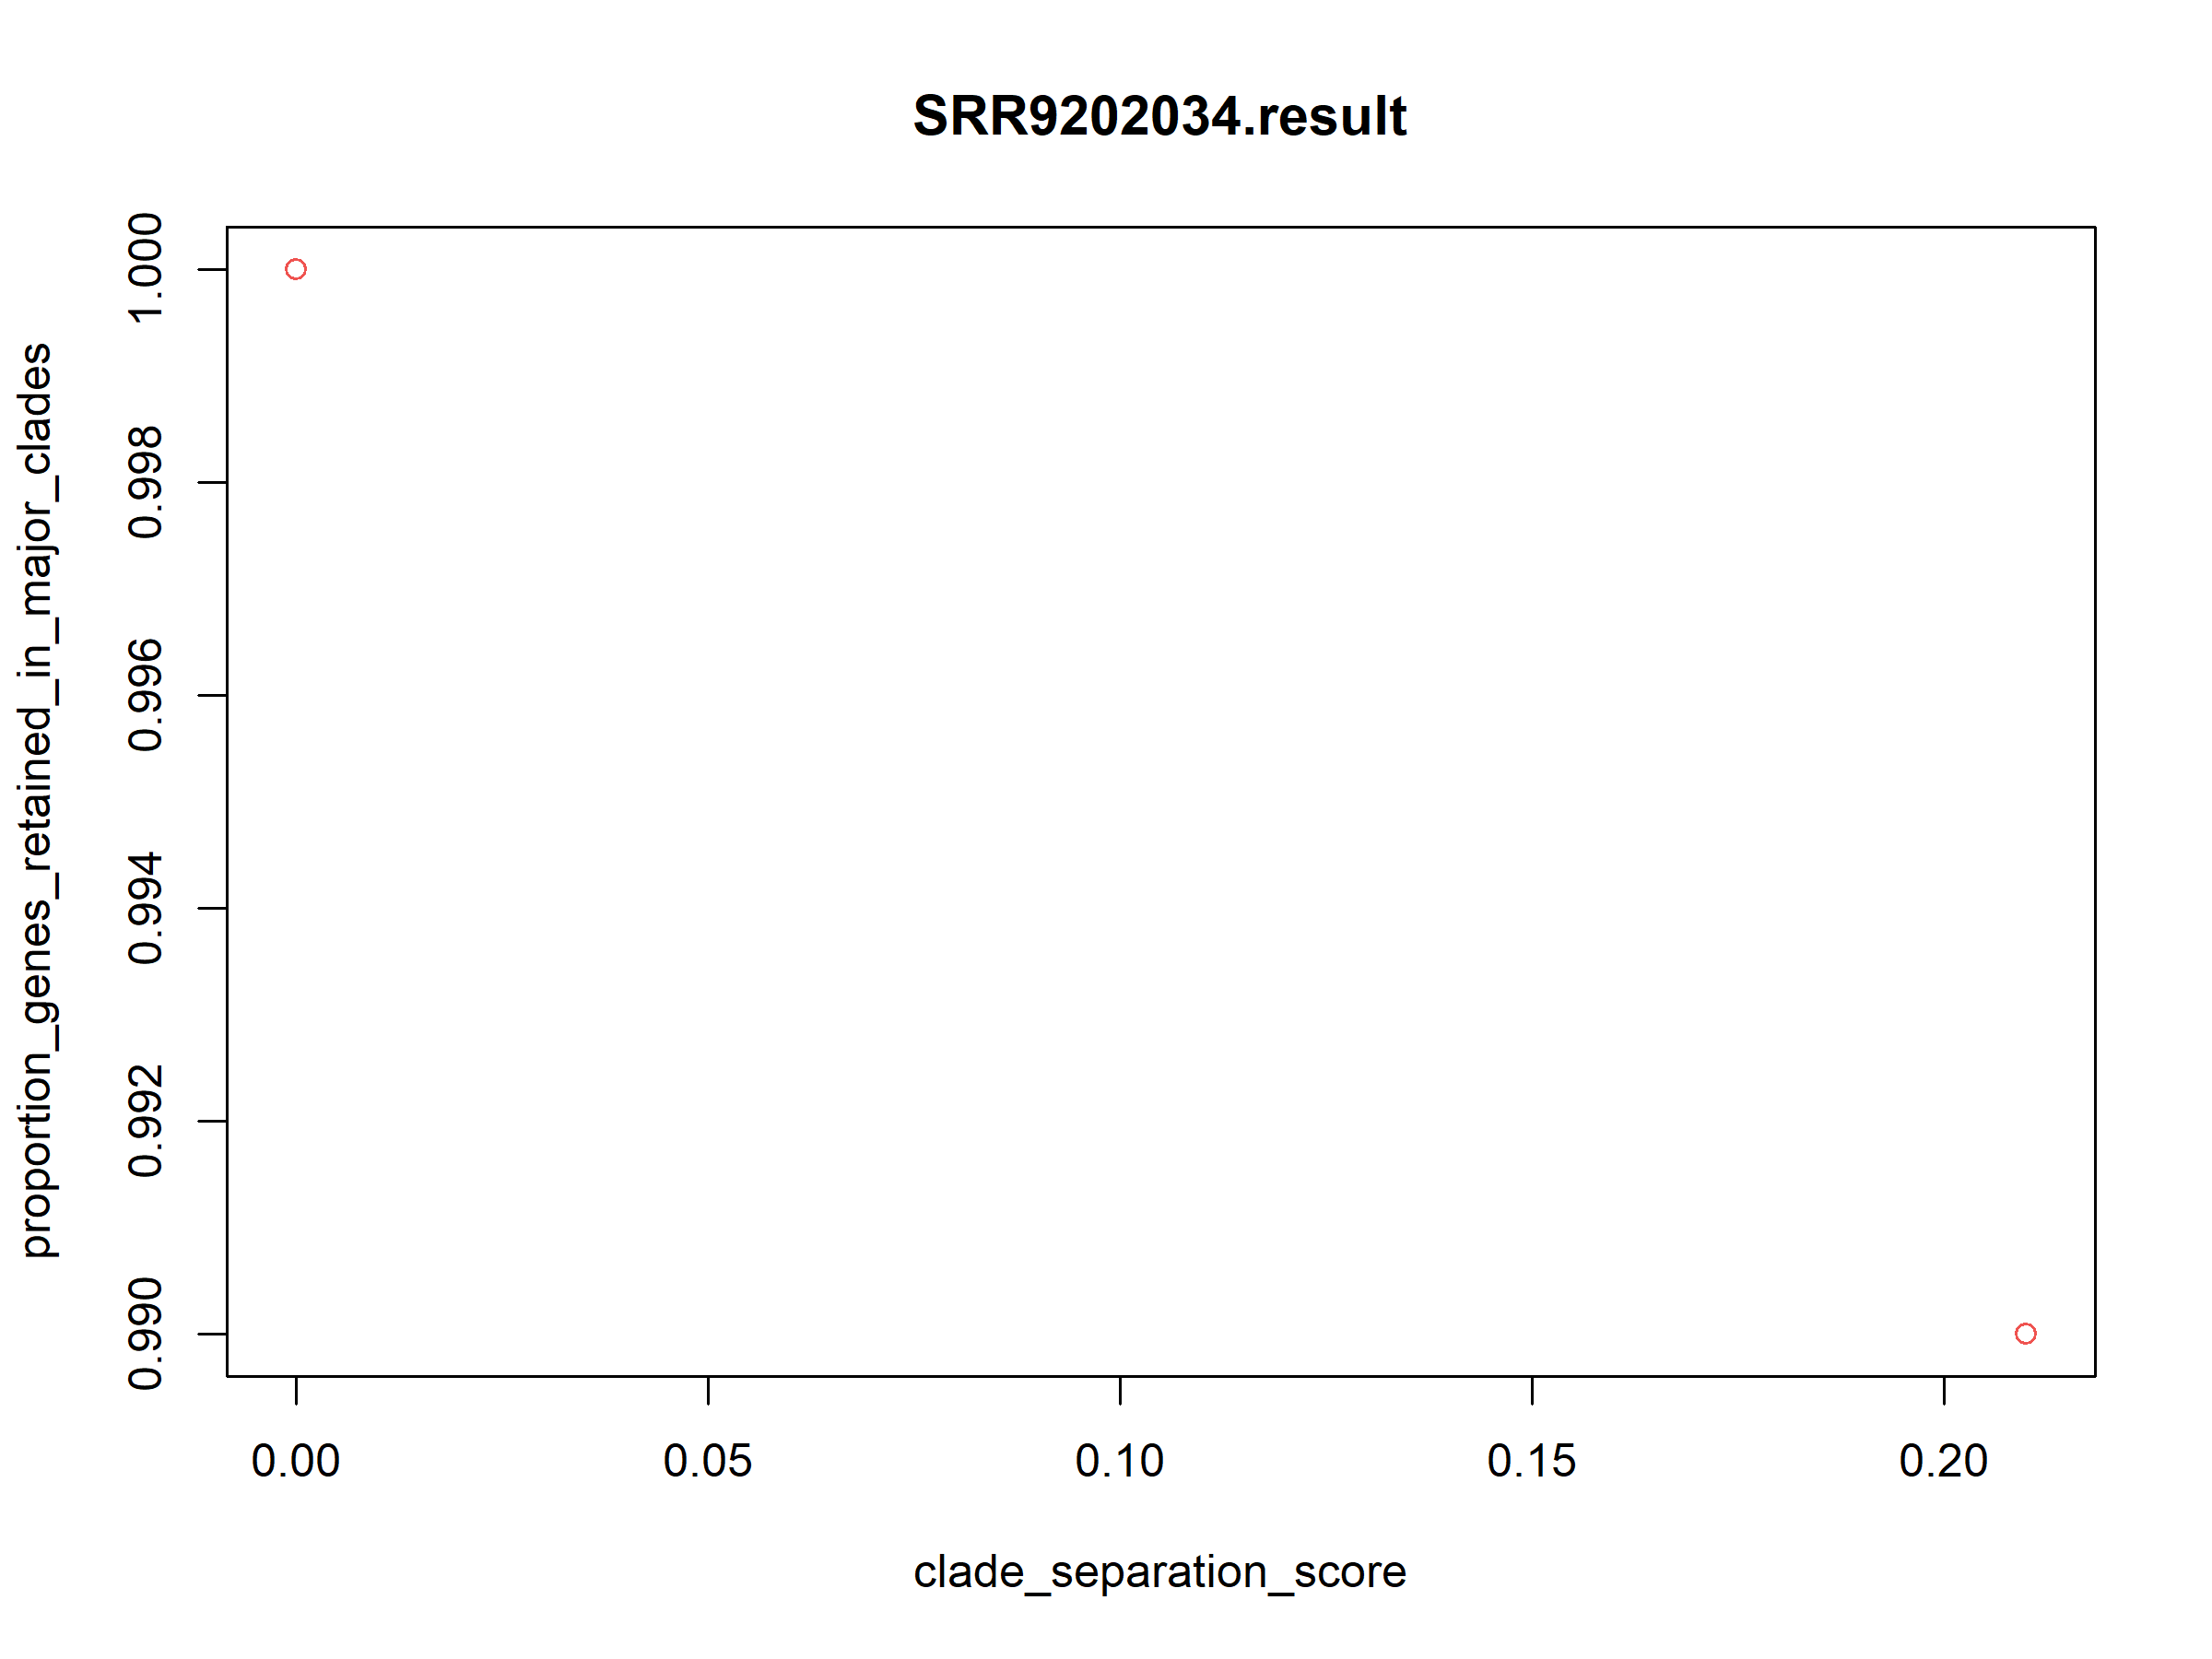 SRR9202034.result
proportion_genes_retained_in_major_clades
1.000
0.998
0.996
0.994
0.992
0.990
0.00 0.05 0.10 0.15 0.20
clade_separation_score